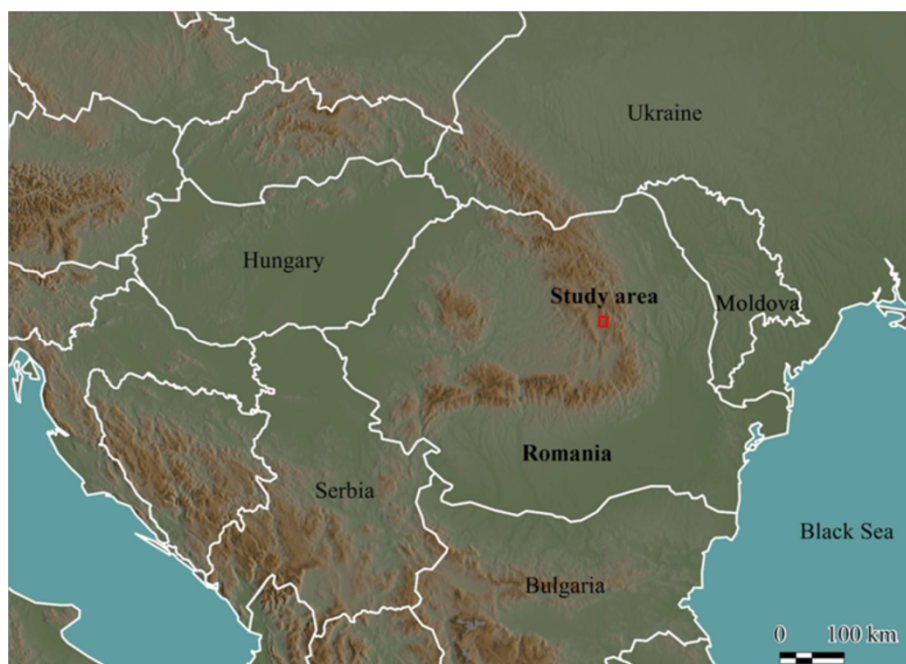 Ukraine
Hungary
Study area
Moldova
Romania
Serbia
Black Sea
Bulgaria
0 100 km